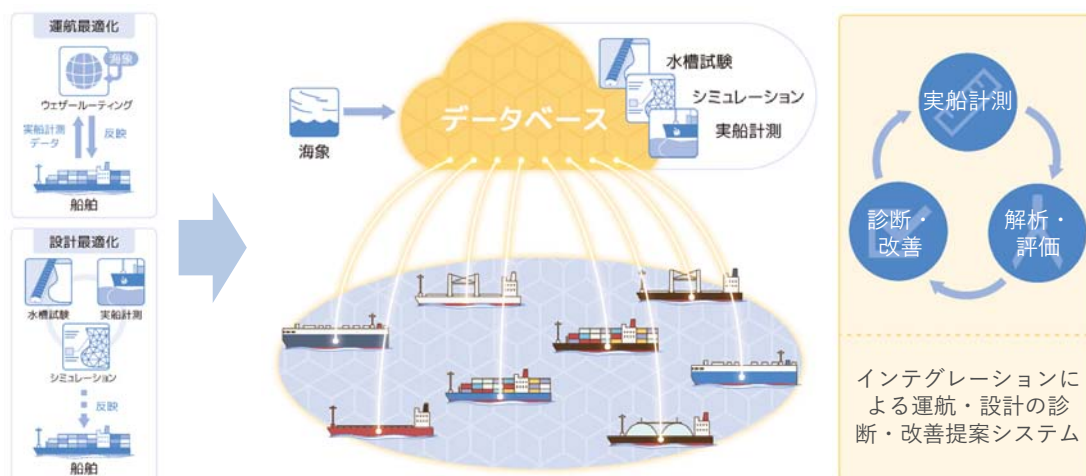 運航最適化
海象
ウェザールーティング
実船計測
データ
反映
船舶
設計最適化
水槽試験
実船計測
シミュレーション
反映
船舶
海象
データベース
水槽試験
シミュレーション
実船計測
実船計測
診断・
改善
解析・
評価
インテグレーションに
よる運航・設計の診
断・改善提案システム